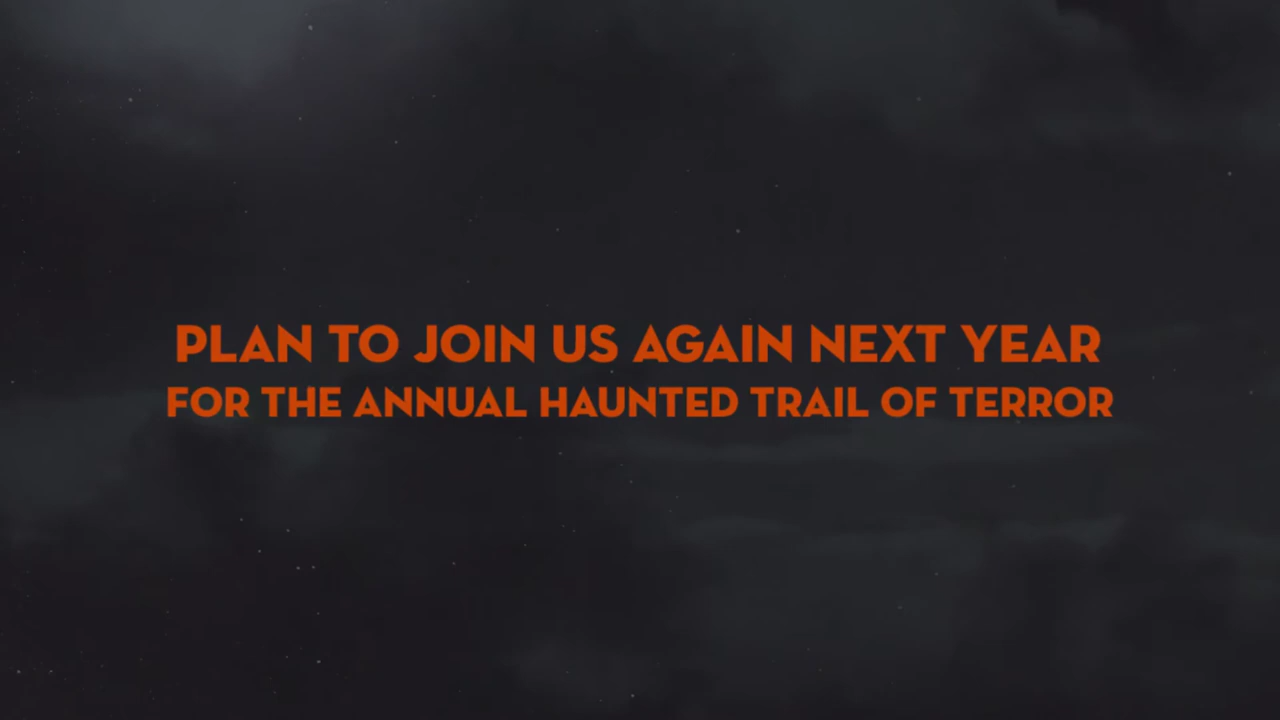 PLAN TO JOIN US AGAIN NEXT YEAR
FOR THE ANNUAL HAUNTED TRAIL OF TERROR